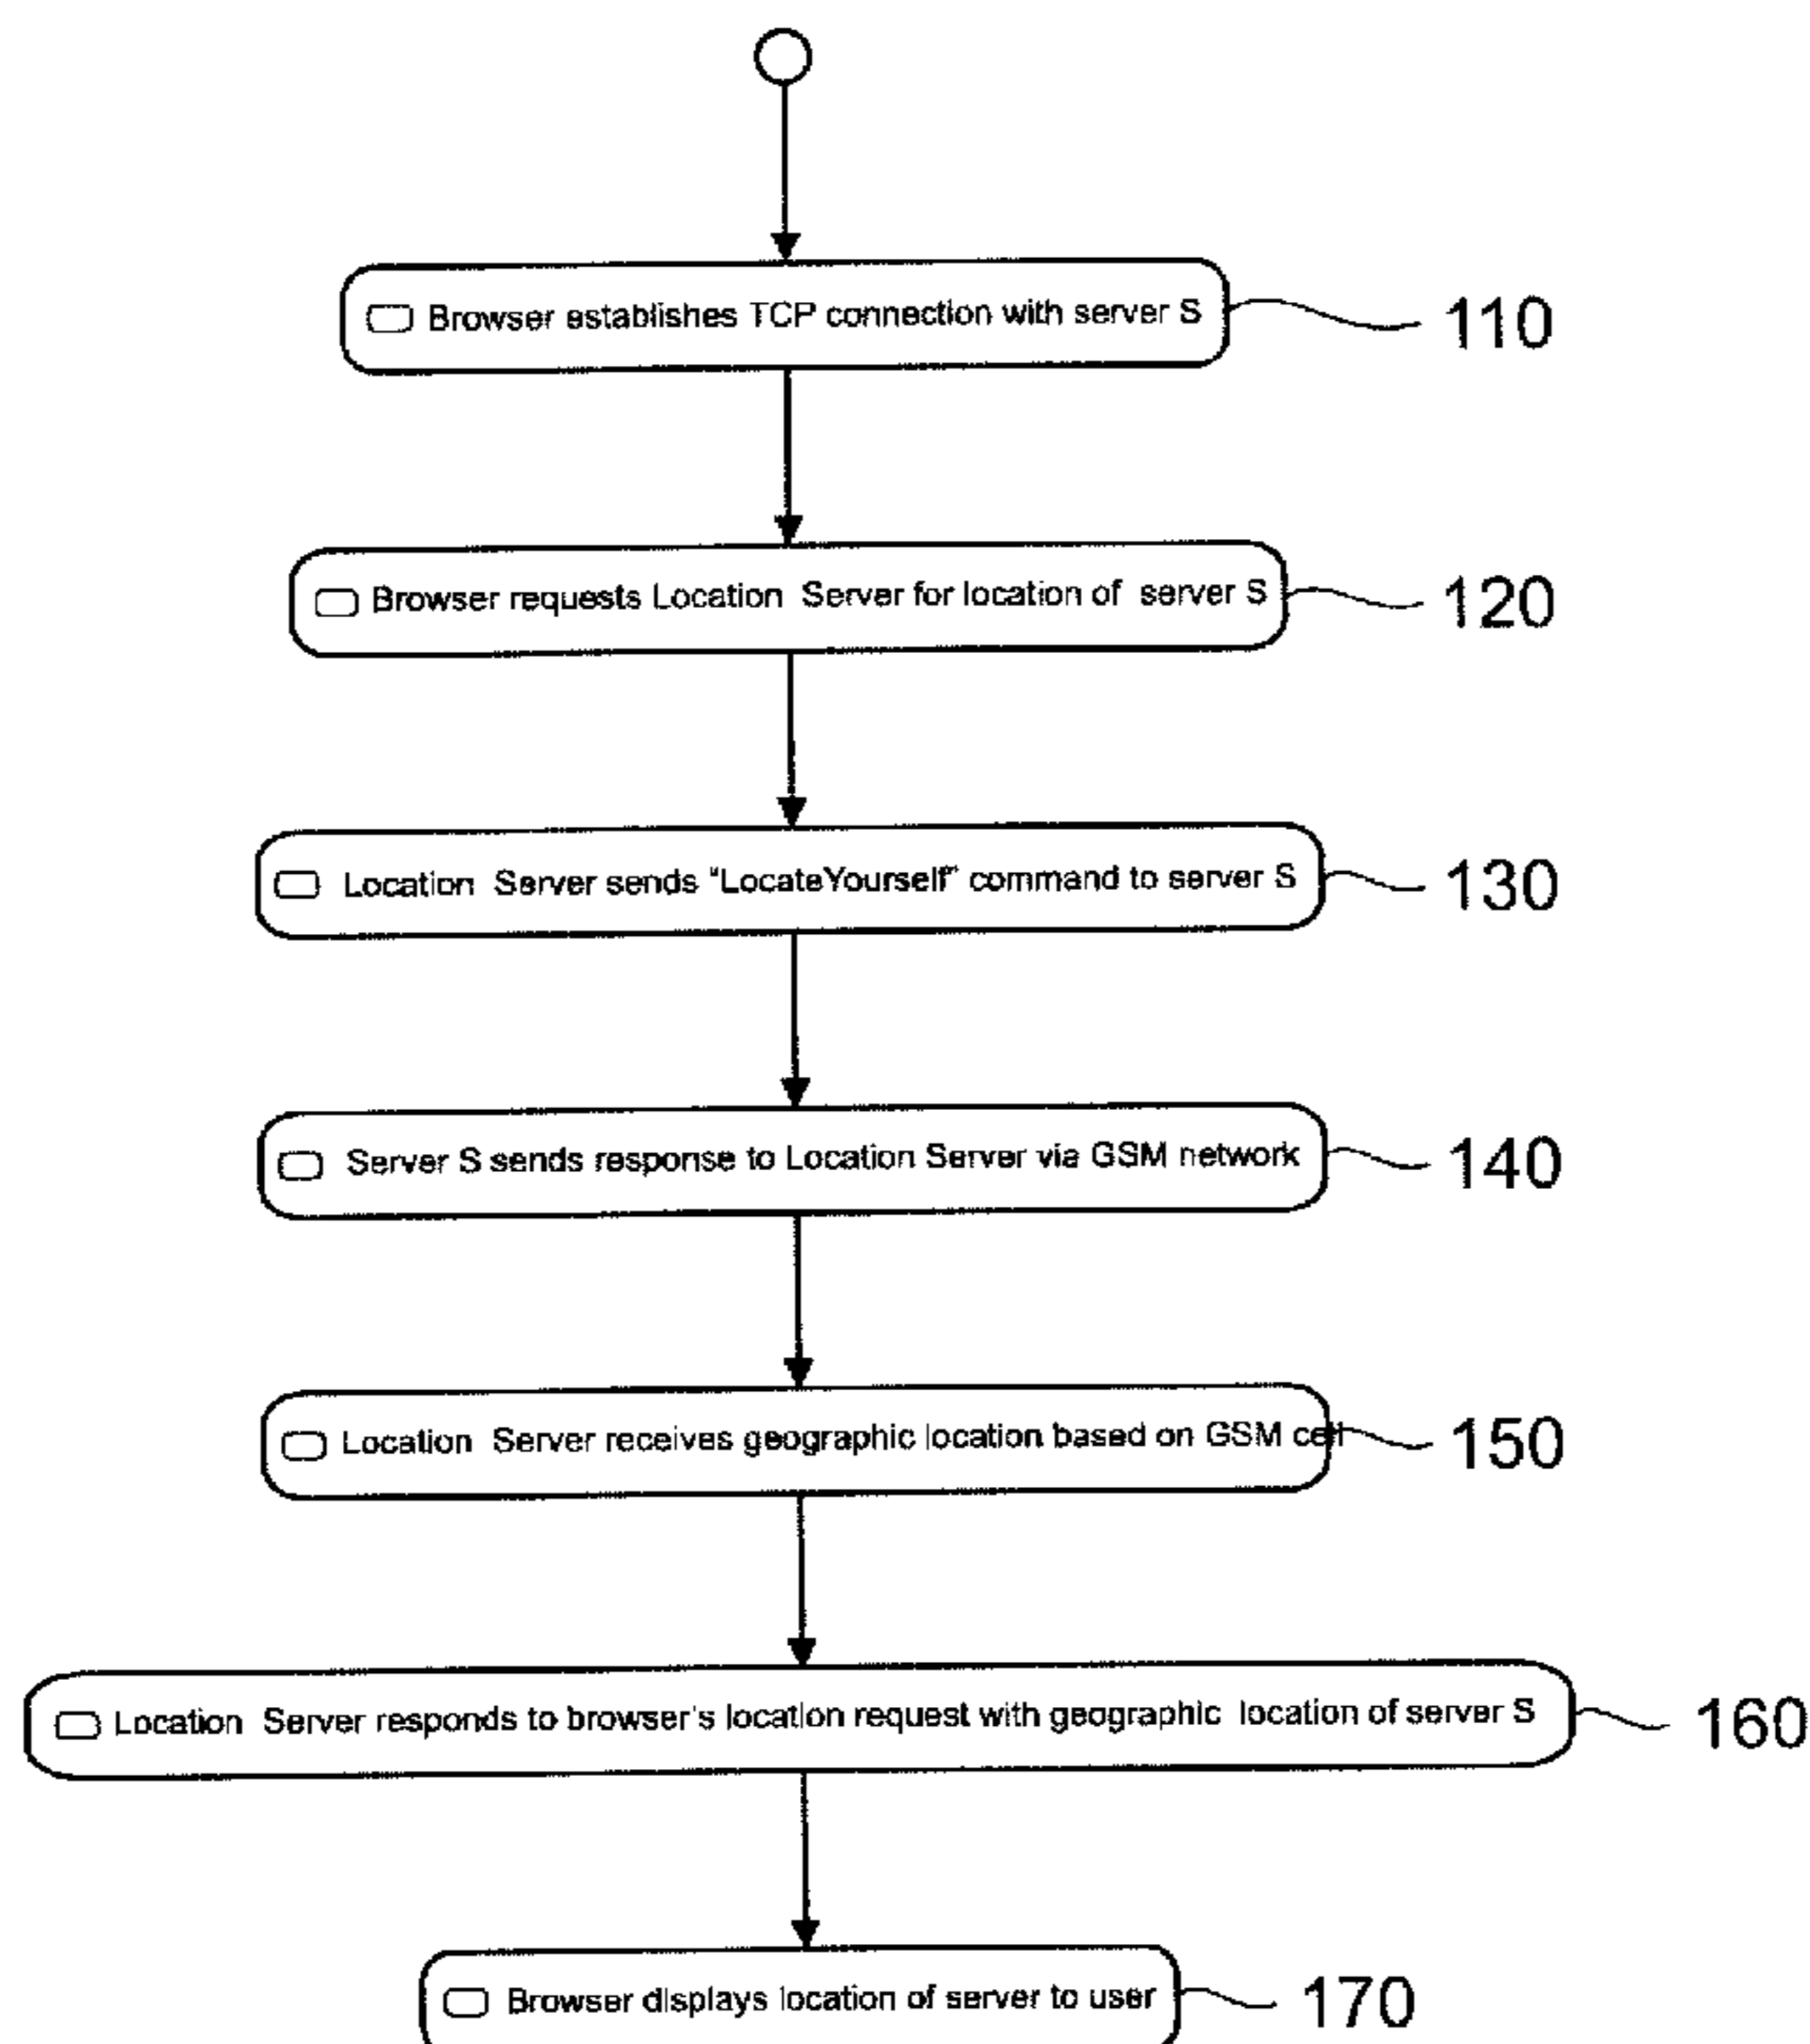 Browser establishes TCP connection with server S
110
Browser requests Location Server for location of server S
120
Location Server sends "LocateYourself" command to server S
130
Server S sends response to Location Server via GSM network
140
Location Server receives geographic location based on GSM cell
150
Location Server responds to browser's location request with geographic location of server S
160
Browser displays location of server to user
170